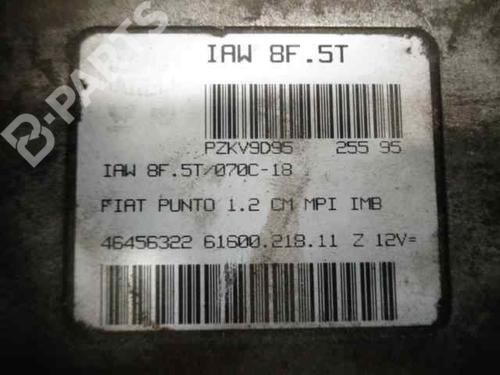 B-PARTS
IAW 8F.5T
PZKV9D95 255 95
IAW 8F.5T/070C-18
FIAT PUNTO 1.2 CM MPI IMB
46456322 61600.218.11 Z 12V=